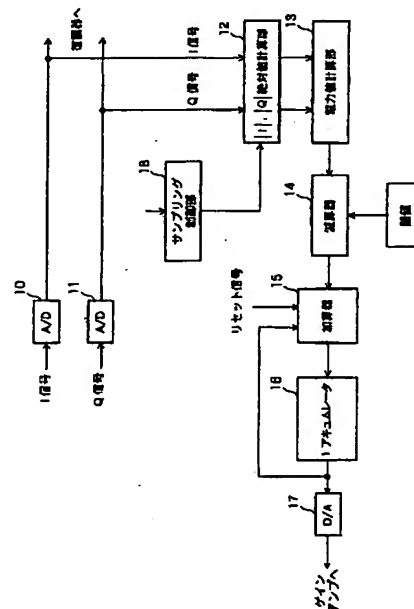 I信号
10
A/D
復調器へ
Q信号
11
A/D
I信号
Q信号
18
サンプリング
制御部
12
|I|,|Q|絶対値計算部
13
電力値計算部
14
減算器
閾値
リセット信号
15
加算器
16
I アキュムレータ
17
D/A
ゲイン
アンプへ